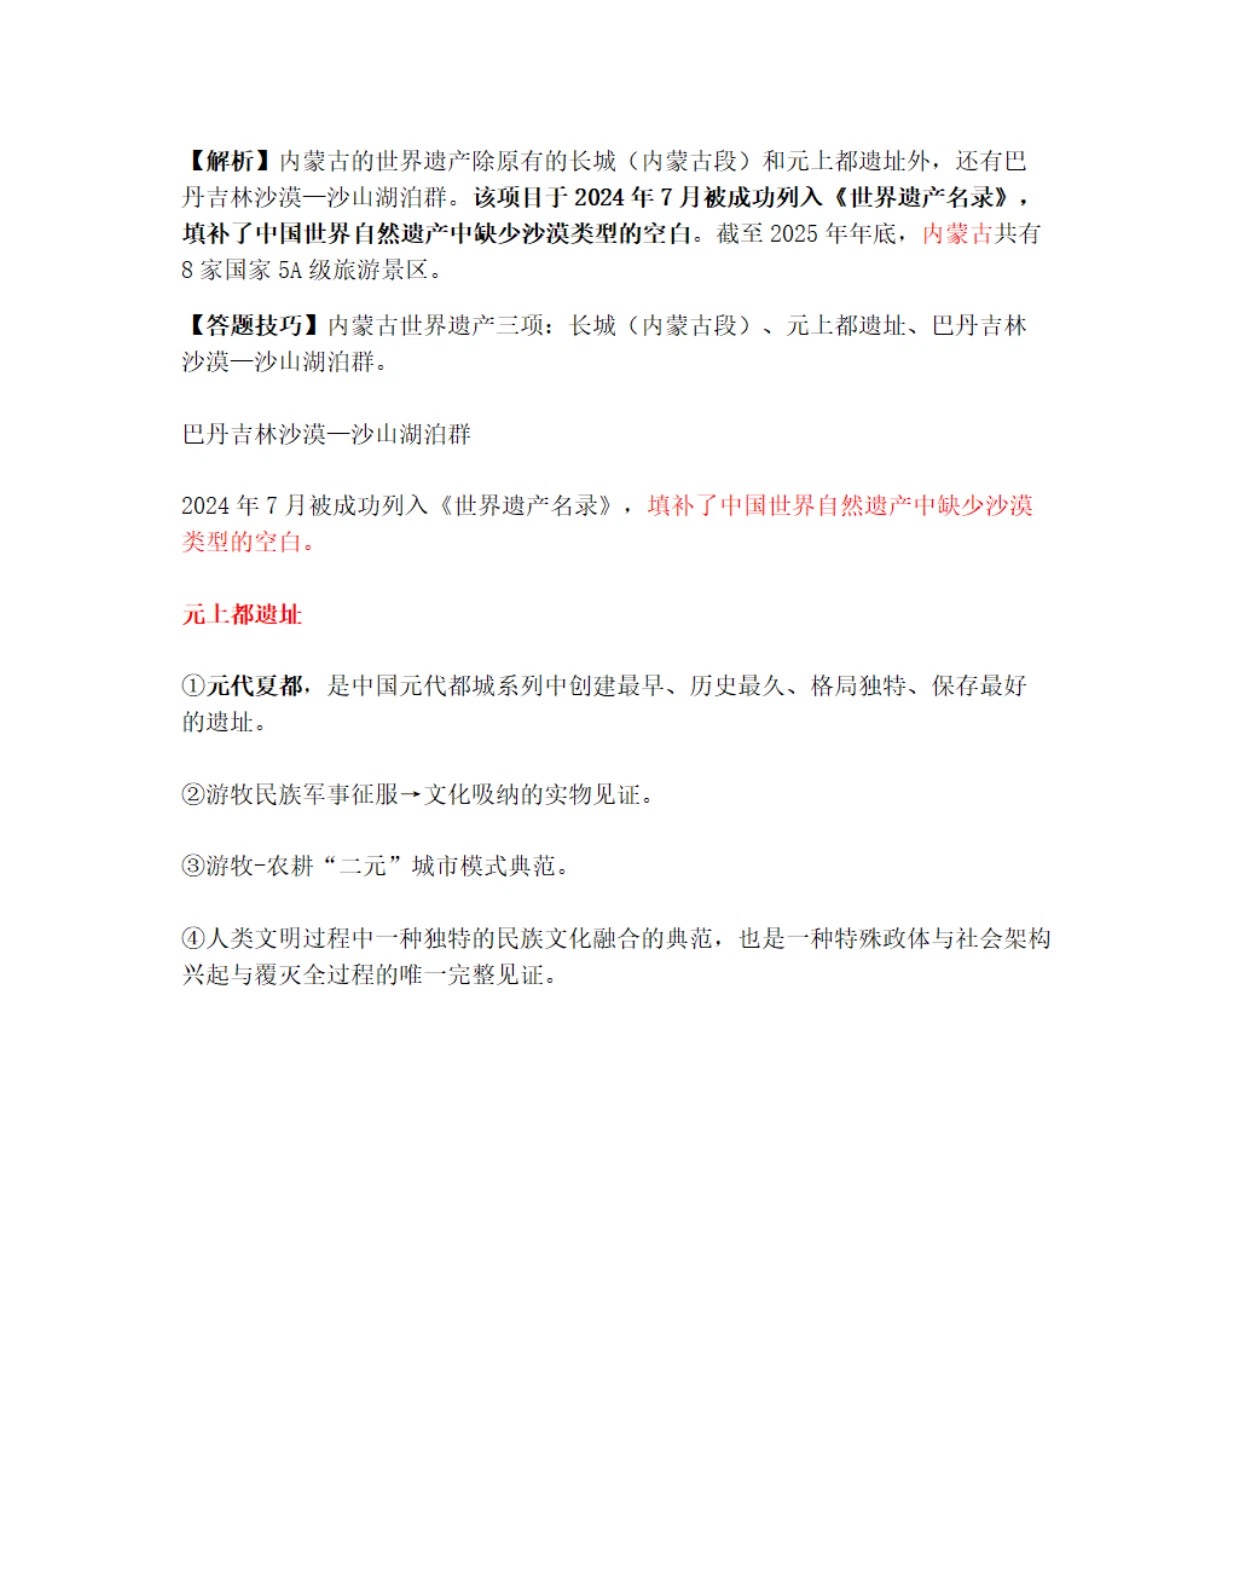 【解析】内蒙古的世界遗产除原有的长城（内蒙古段）和元上都遗址外，还有巴
丹吉林沙漠—沙山湖泊群。该项目于 2024 年 7 月被成功列入《世界遗产名录》，
填补了中国世界自然遗产中缺少沙漠类型的空白。截至 2025 年年底，内蒙古共有
8 家国家 5A 级旅游景区。
【答题技巧】内蒙古世界遗产三项：长城（内蒙古段）、元上都遗址、巴丹吉林
沙漠—沙山湖泊群。
巴丹吉林沙漠—沙山湖泊群
2024 年 7 月被成功列入《世界遗产名录》，填补了中国世界自然遗产中缺少沙漠
类型的空白。
元上都遗址
①元代夏都，是中国元代都城系列中创建最早、历史最久、格局独特、保存最好
的遗址。
②游牧民族军事征服→文化吸纳的实物见证。
③游牧-农耕“二元”城市模式典范。
④人类文明过程中一种独特的民族文化融合的典范，也是一种特殊政体与社会架构
兴起与覆灭全过程的唯一完整见证。